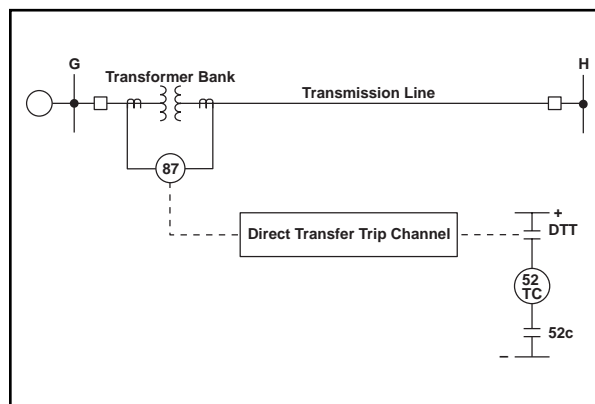 G
H
Transformer Bank
Transmission Line
87
Direct Transfer Trip Channel
+
DTT
52
TC
52c
–